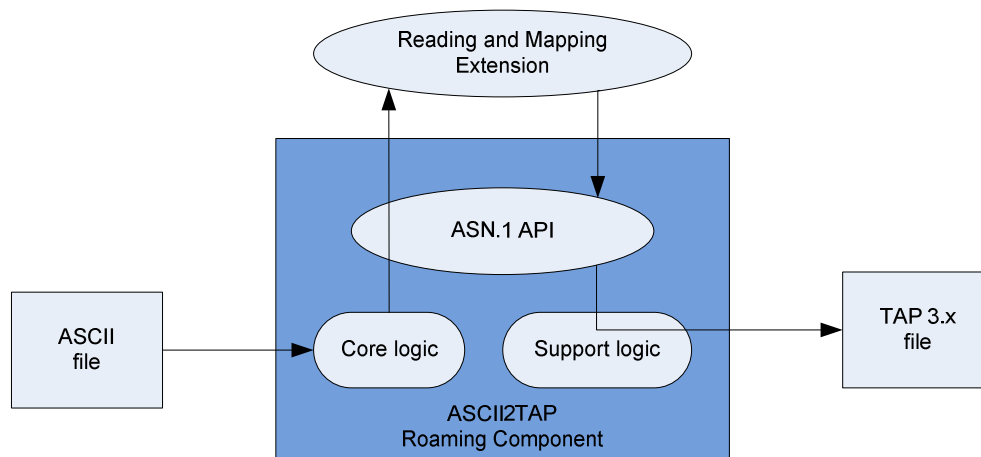 Reading and Mapping
Extension
ASN.1 API
ASCII
file
Core logic
Support logic
TAP 3.x
file
ASCII2TAP
Roaming Component